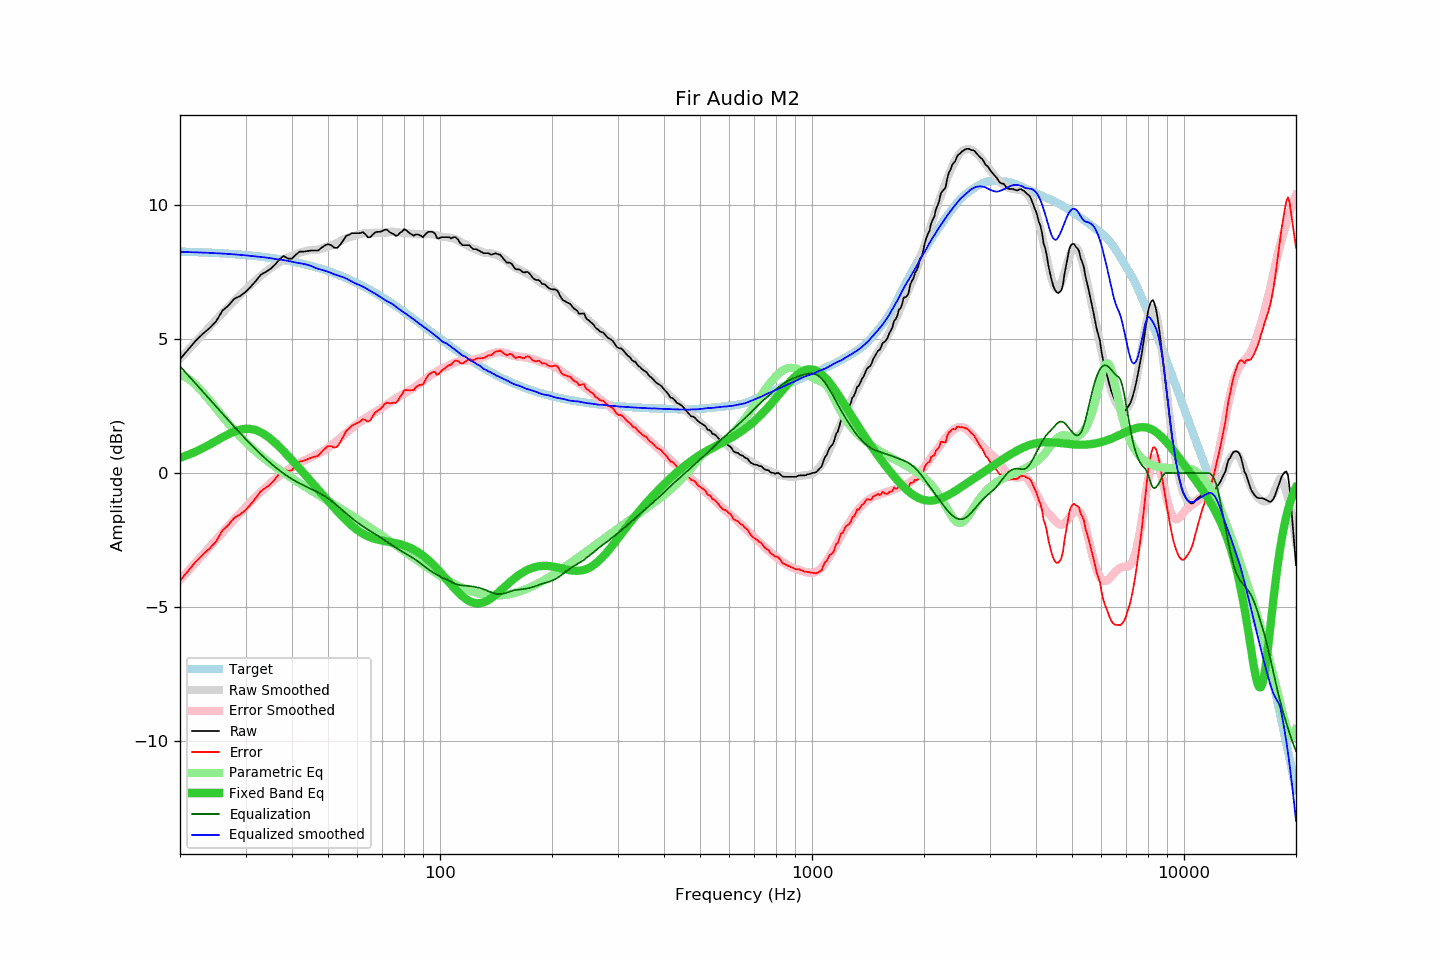 Fir Audio M2
10
5
0
−5
−10
Amplitude (dBr)
Target
Raw Smoothed
Error Smoothed
Raw
Error
Parametric Eq
Fixed Band Eq
Equalization
Equalized smoothed
100
1000
10000
Frequency (Hz)